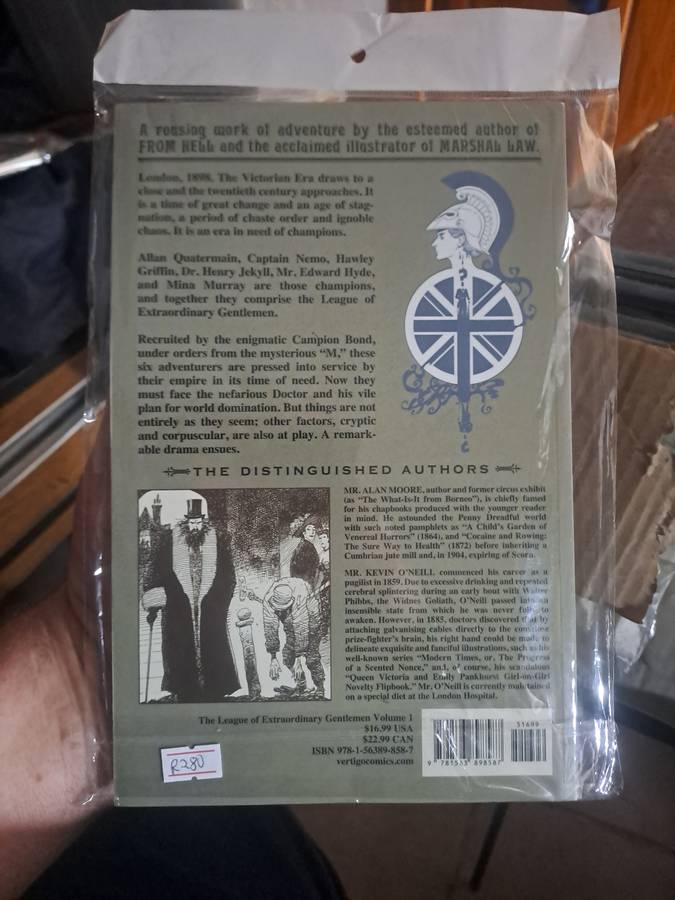 A rousing work of adventure by the esteemed author of
FROM HELL and the acclaimed illustrator of MARSHAL LAW.
London, 1898. The Victorian Era draws to a
close and the twentieth century approaches. It
is a time of great change and an age of stag-
nation, a period of chaste order and ignoble
chaos. It is an era in need of champions.
Allan Quatermain, Captain Nemo, Hawley
Griffin, Dr. Henry Jekyll, Mr. Edward Hyde,
and Mina Murray are those champions,
and together they comprise the League of
Extraordinary Gentlemen.
Recruited by the enigmatic Campion Bond,
under orders from the mysterious “M,” these
six adventurers are pressed into service by
their empire in its time of need. Now they
must face the nefarious Doctor and his vile
plan for world domination. But things are not
entirely as they seem; other factors, cryptic
and corpuscular, are also at play. A remark-
able drama ensues.
THE DISTINGUISHED AUTHORS
MR. ALAN MOORE, author and former circus exhibit
(as “The What-Is-It from Borneo”), is chiefly famed
for his chapbooks produced with the younger reader
in mind. He astounded the Penny Dreadful world
with such noted pamphlets as “A Child's Garden of
Venereal Horrors” (1864), and “Cocaine and Rowing:
The Sure Way to Health” (1872) before inheriting a
Cumbrian jute mill and, in 1904, expiring of Scorn.
MR. KEVIN O'NEILL commenced his career as a
pugilist in 1859. Due to excessive drinking and repeated
cerebral splintering during an early bout with Walter
Phibbs, the Widnes Goliath, O'Neill passed into an
insensible state from which he was never fully to
awaken. However, in 1885, doctors discovered that by
attaching galvanising cables directly to the comatose
prize-fighter's brain, his right hand could be made to
delineate exquisite and fanciful illustrations, such as his
well-known series “Modern Times, or, The Progress
of a Scented Nonce,” and, of course, his scandalous
“Queen Victoria and Emily Pankhurst Girl-on-Girl
Novelty Flipbook.” Mr. O'Neill is currently maintained
on a special diet at the London Hospital.
The League of Extraordinary Gentlemen Volume 1
$16.99 USA
$22.99 CAN
ISBN 978-1-56389-858-7
vertigocomics.com
51699
9 781563 898587
R280